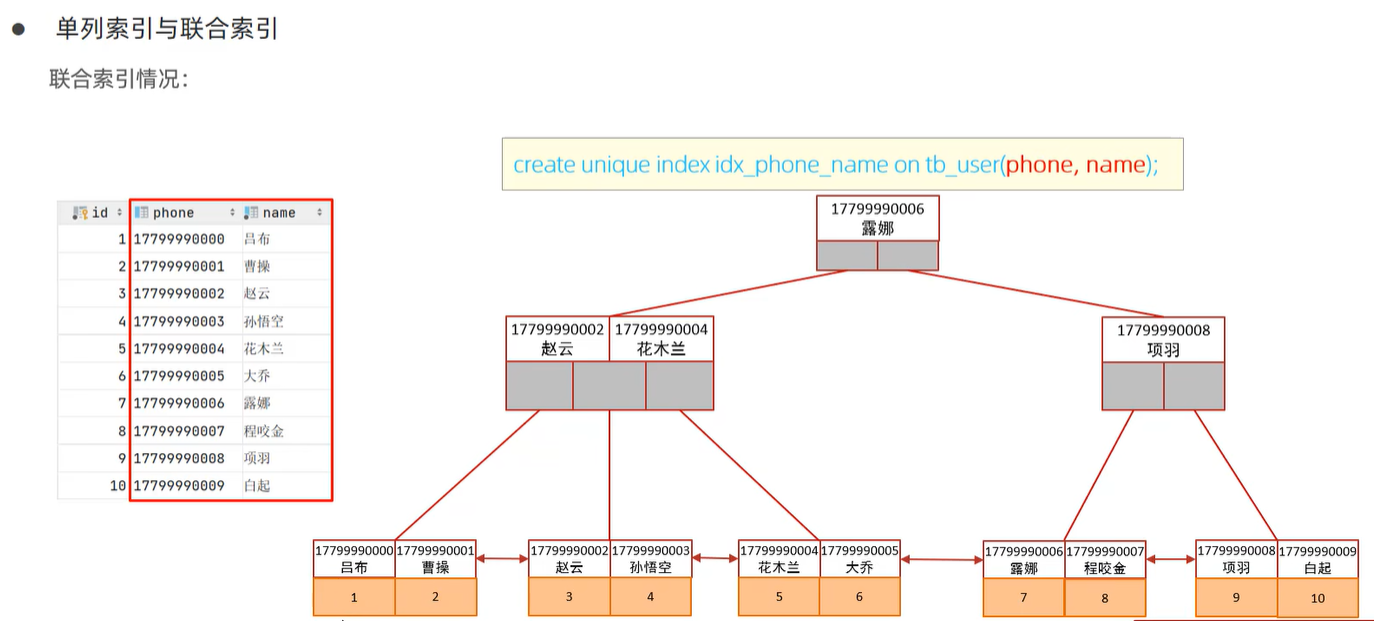 ● 单列索引与联合索引
联合索引情况：
create unique index idx_phone_name on tb_user(phone, name);
id phone name
1 17799990000 吕布
2 17799990001 曹操
3 17799990002 赵云
4 17799990003 孙悟空
5 17799990004 花木兰
6 17799990005 大乔
7 17799990006 露娜
8 17799990007 程咬金
9 17799990008 项羽
10 17799990009 白起
17799990006
露娜
17799990002 17799990004
赵云 花木兰
17799990008
项羽
17799990000 17799990001 17799990002 17799990003 17799990004 17799990005 17799990006 17799990007 17799990008 17799990009
吕布 曹操 赵云 孙悟空 花木兰 大乔 露娜 程咬金 项羽 白起
1 2 3 4 5 6 7 8 9 10